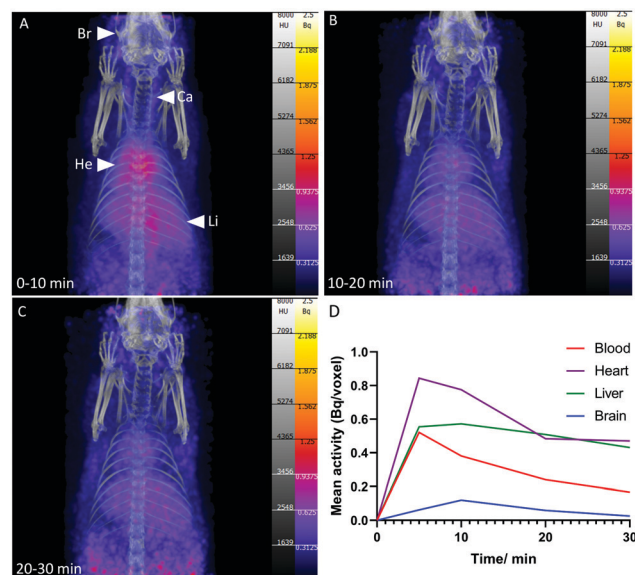 A
Br
Ca
He
Li
0-10 min
8000 2.5
HU Bq
7091 2.188
6182 1.875
5274 1.562
4365 1.25
3456 0.9375
2548 0.625
1639 0.3125
B
10-20 min
8000 2.5
HU Bq
7091 2.188
6182 1.875
5274 1.562
4365 1.25
3456 0.9375
2548 0.625
1639 0.3125
C
20-30 min
8000 2.5
HU Bq
7091 2.188
6182 1.875
5274 1.562
4365 1.25
3456 0.9375
2548 0.625
1639 0.3125
D
Blood
Heart
Liver
Brain
Mean activity (Bq/voxel)
1.0
0.8
0.6
0.4
0.2
0.0
0 10 20 30
Time/ min